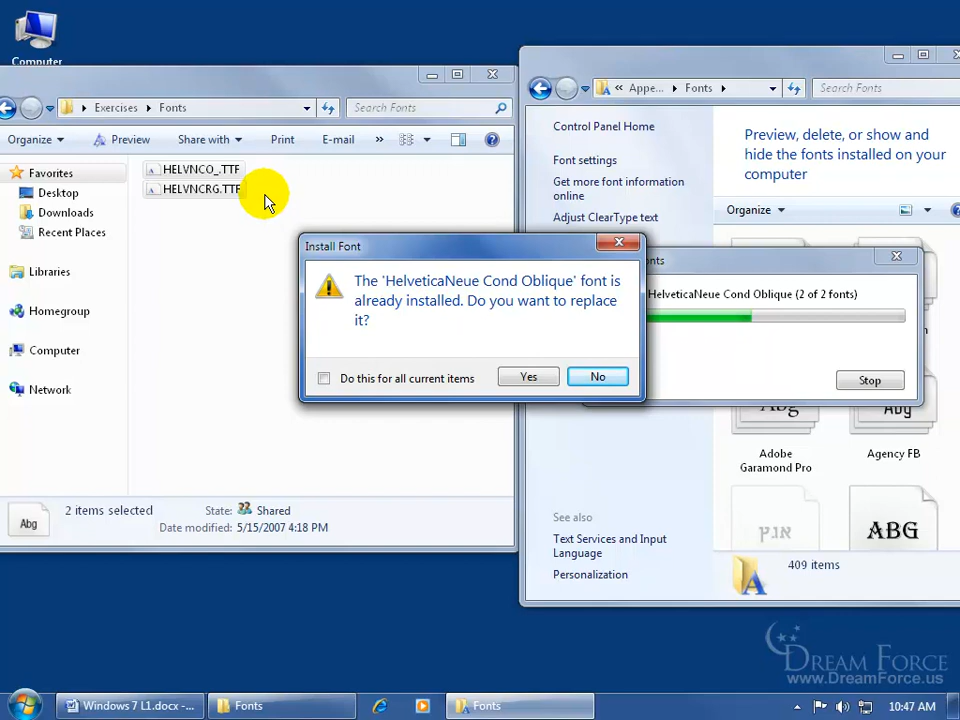 Computer
Exercises
Fonts
Search Fonts
Organize
Preview
Share with
Print
E-mail
»
Favorites
Desktop
Downloads
Recent Places
Libraries
Homegroup
Computer
Network
HELVNCO_.TTF
HELVNCRG.TTF
2 items selected
State:
Shared
Date modified: 5/15/2007 4:18 PM
Abg
« Appe...
Fonts
Search Fonts
Control Panel Home
Font settings
Get more font information
online
Adjust ClearType text
Preview, delete, or show and
hide the fonts installed on your
computer
Organize
Install Font
The 'HelveticaNeue Cond Oblique' font is
already installed. Do you want to replace
it?
Do this for all current items
Yes
No
HelveticaNeue Cond Oblique (2 of 2 fonts)
Stop
Adobe
Garamond Pro
Agency FB
אבג
ABG
See also
Text Services and Input
Language
Personalization
409 items
DREAM FORCE
www.DreamForce.us
Windows 7 L1.docx -...
Fonts
Fonts
10:47 AM